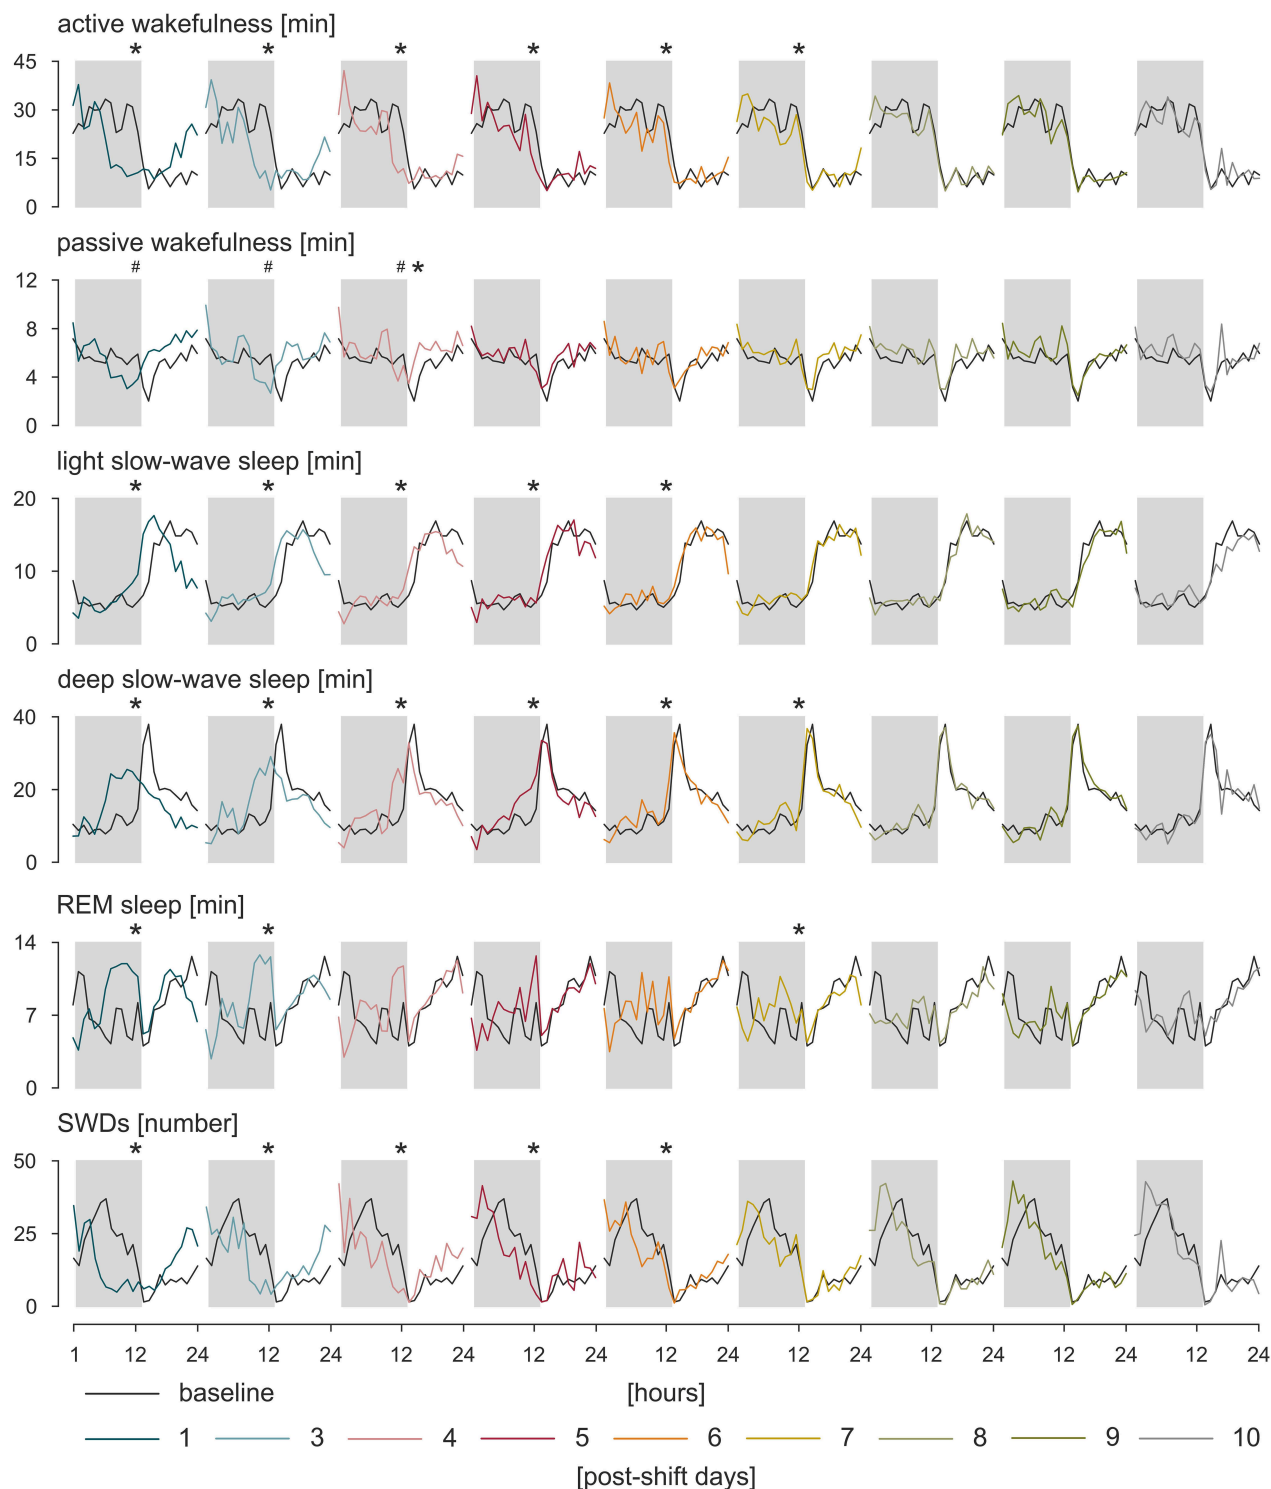 active wakefulness [min]
* * * * * *
45
30
15
0
passive wakefulness [min]
# # # *
12
8
4
0
light slow-wave sleep [min]
* * * * *
20
10
0
deep slow-wave sleep [min]
* * * * * *
40
20
0
REM sleep [min]
* * *
14
7
0
SWDs [number]
* * * * *
50
25
0
1 12 24 12 24 12 24 12 24 12 24 12 24 12 24 12 24 12 24
baseline [hours]
1 3 4 5 6 7 8 9 10
[post-shift days]